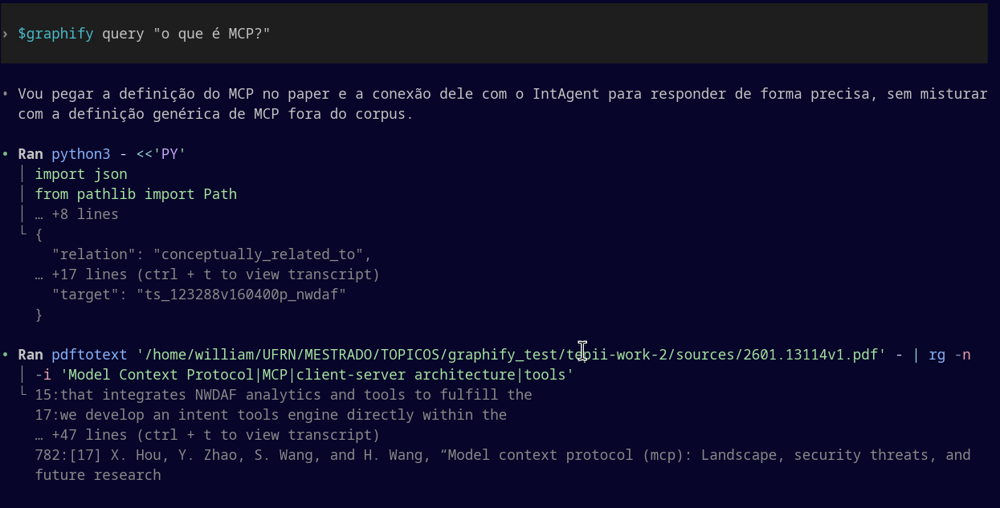 › $graphify query "o que é MCP?"
• Vou pegar a definição do MCP no paper e a conexão dele com o IntAgent para responder de forma precisa, sem misturar
com a definição genérica de MCP fora do corpus.
• Ran python3 - <<'PY'
│ import json
│ from pathlib import Path
│ … +8 lines
└ {
"relation": "conceptually_related_to",
… +17 lines (ctrl + t to view transcript)
"target": "ts_123288v160400p_nwdaf"
}
• Ran pdftotext '/home/william/UFRN/MESTRADO/TOPICOS/graphify_test/topii-work-2/sources/2601.13114v1.pdf' - | rg -n
│ -i 'Model Context Protocol|MCP|client-server architecture|tools'
└ 15:that integrates NWDAF analytics and tools to fulfill the
17:we develop an intent tools engine directly within the
… +47 lines (ctrl + t to view transcript)
782:[17] X. Hou, Y. Zhao, S. Wang, and H. Wang, “Model context protocol (mcp): Landscape, security threats, and
future research